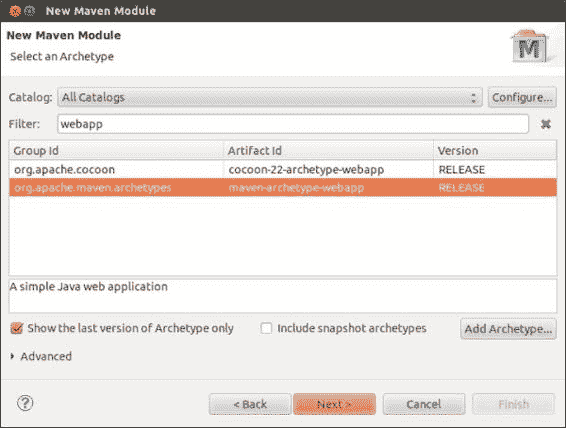 New Maven Module
New Maven Module
Select an Archetype
M
Catalog: All Catalogs Configure...
Filter: webapp
Group Id Artifact Id Version
org.apache.cocoon cocoon-22-archetype-webapp RELEASE
org.apache.maven.archetypes maven-archetype-webapp RELEASE
A simple Java web application
Show the last version of Archetype only Include snapshot archetypes Add Archetype...
Advanced
? < Back Next > Cancel Finish